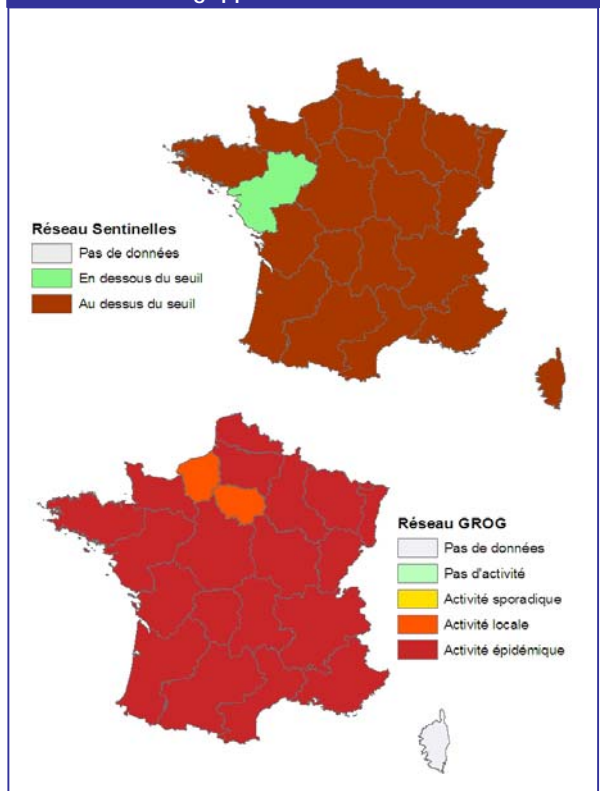 Réseau Sentinelles
Pas de données
En dessous du seuil
Au dessus du seuil
Réseau GROG
Pas de données
Pas d'activité
Activité sporadique
Activité locale
Activité épidémique